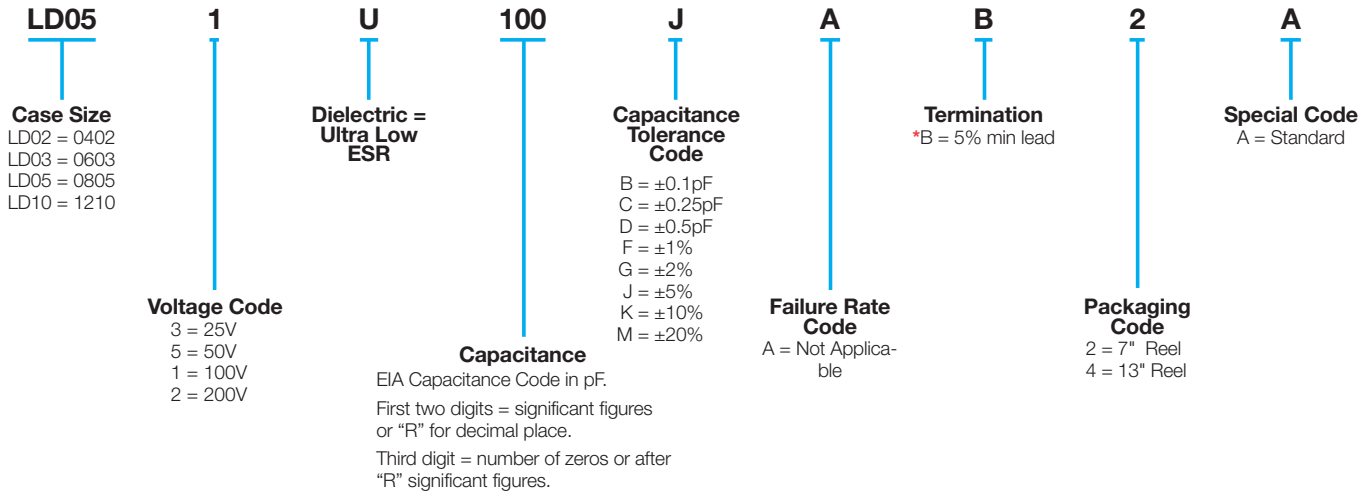 LD05 1 U 100 J A B 2 A
Case Size
LD02 = 0402
LD03 = 0603
LD05 = 0805
LD10 = 1210
Voltage Code
3 = 25V
5 = 50V
1 = 100V
2 = 200V
Dielectric =
Ultra Low
ESR
Capacitance
EIA Capacitance Code in pF.
First two digits = significant figures
or “R” for decimal place.
Third digit = number of zeros or after
“R” significant figures.
Capacitance
Tolerance
Code
B = ±0.1pF
C = ±0.25pF
D = ±0.5pF
F = ±1%
G = ±2%
J = ±5%
K = ±10%
M = ±20%
Failure Rate
Code
A = Not Applica-
ble
Termination
*B = 5% min lead
Packaging
Code
2 = 7" Reel
4 = 13" Reel
Special Code
A = Standard